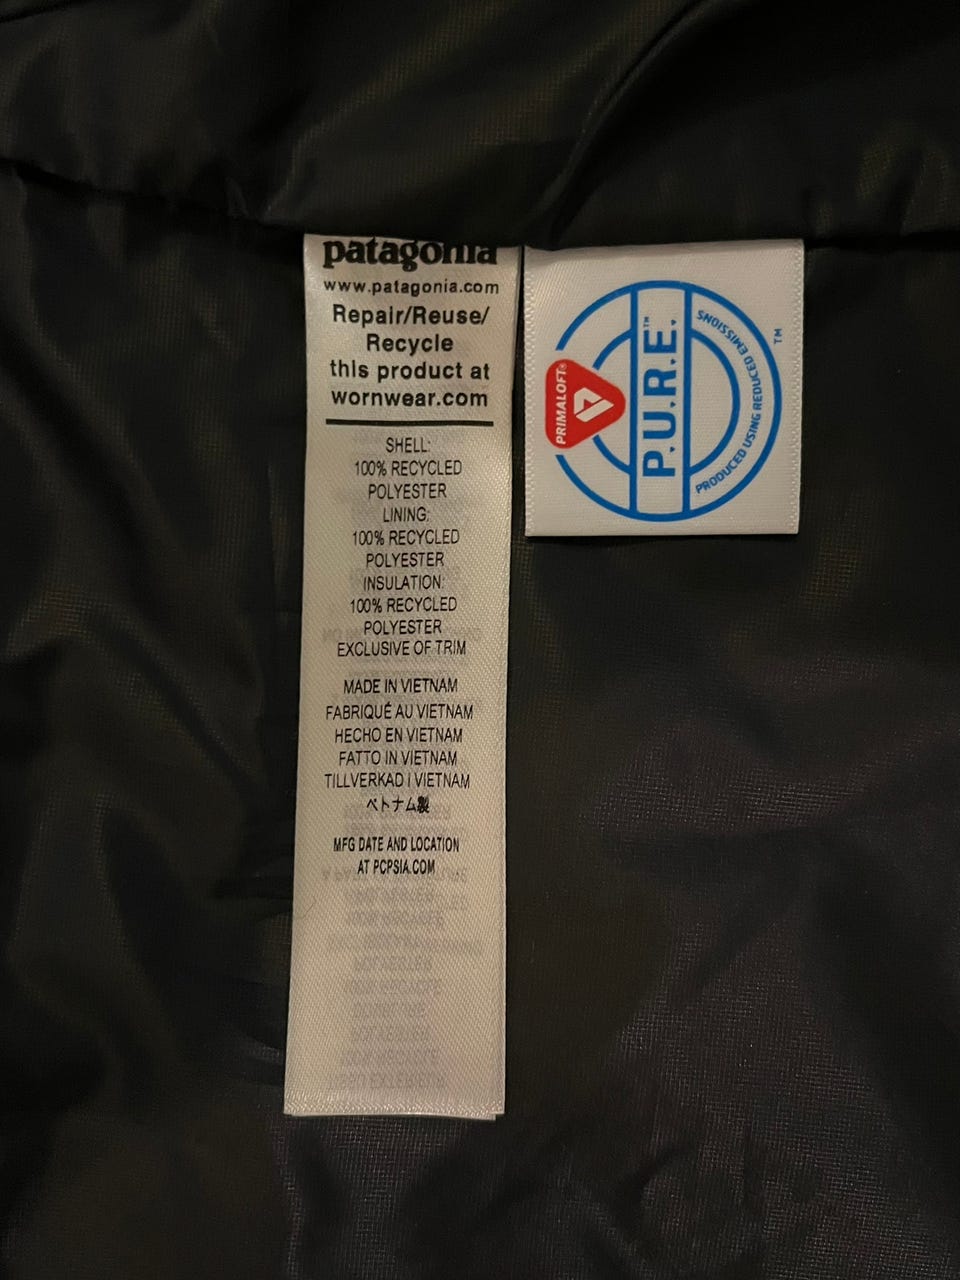 patagonia
www.patagonia.com
Repair/Reuse/
Recycle
this product at
wornwear.com
SHELL:
100% RECYCLED
POLYESTER
LINING:
100% RECYCLED
POLYESTER
INSULATION:
100% RECYCLED
POLYESTER
EXCLUSIVE OF TRIM
MADE IN VIETNAM
FABRIQUÉ AU VIETNAM
HECHO EN VIETNAM
FATTO IN VIETNAM
TILLVERKAD I VIETNAM
ベトナム製
MFG DATE AND LOCATION
AT PCPSIA.COM
PRIMALOFT®
P.U.R.E.™
PRODUCED USING REDUCED EMISSIONS
™